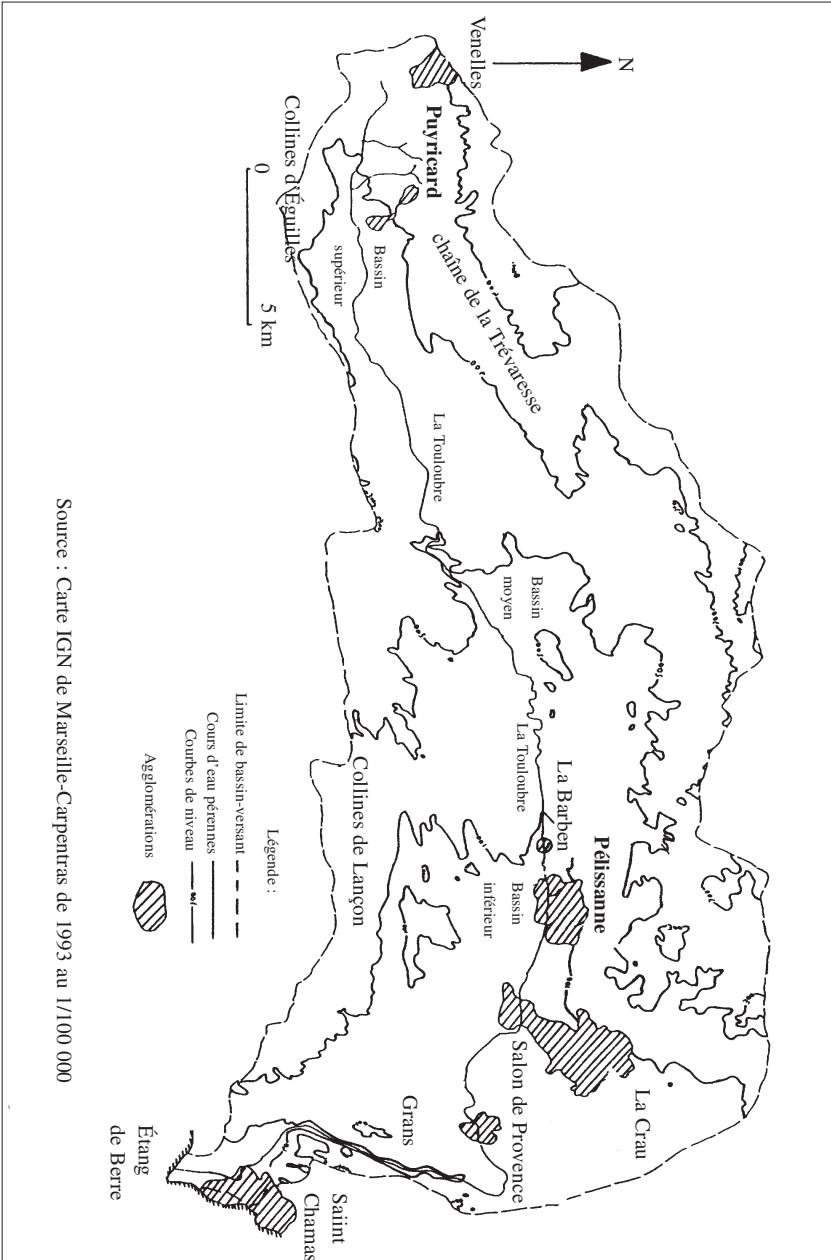 N
Venelles
Puyricard
Collines d'Éguilles
0
5 km
Bassin
supérieur
chaîne de la Trévaresse
La Touloubre
Bassin
moyen
La Touloubre
La Barben
Pélissanne
Bassin
inférieur
Collines de Lançon
Salon de Provence
La Crau
Grans
Saiint
Chamas
Étang
de Berre
Légende :
Limite de bassin-versant
Cours d'eau pérennes
Courbes de niveau
Agglomérations
Source : Carte IGN de Marseille-Carpentras de 1993 au 1/100 000